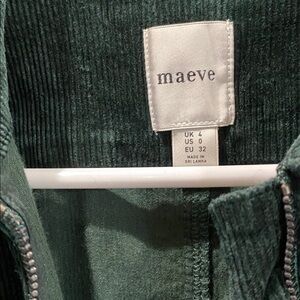 maeve
UK 4
US 0
EU 32
MADE IN
SRI LANKA